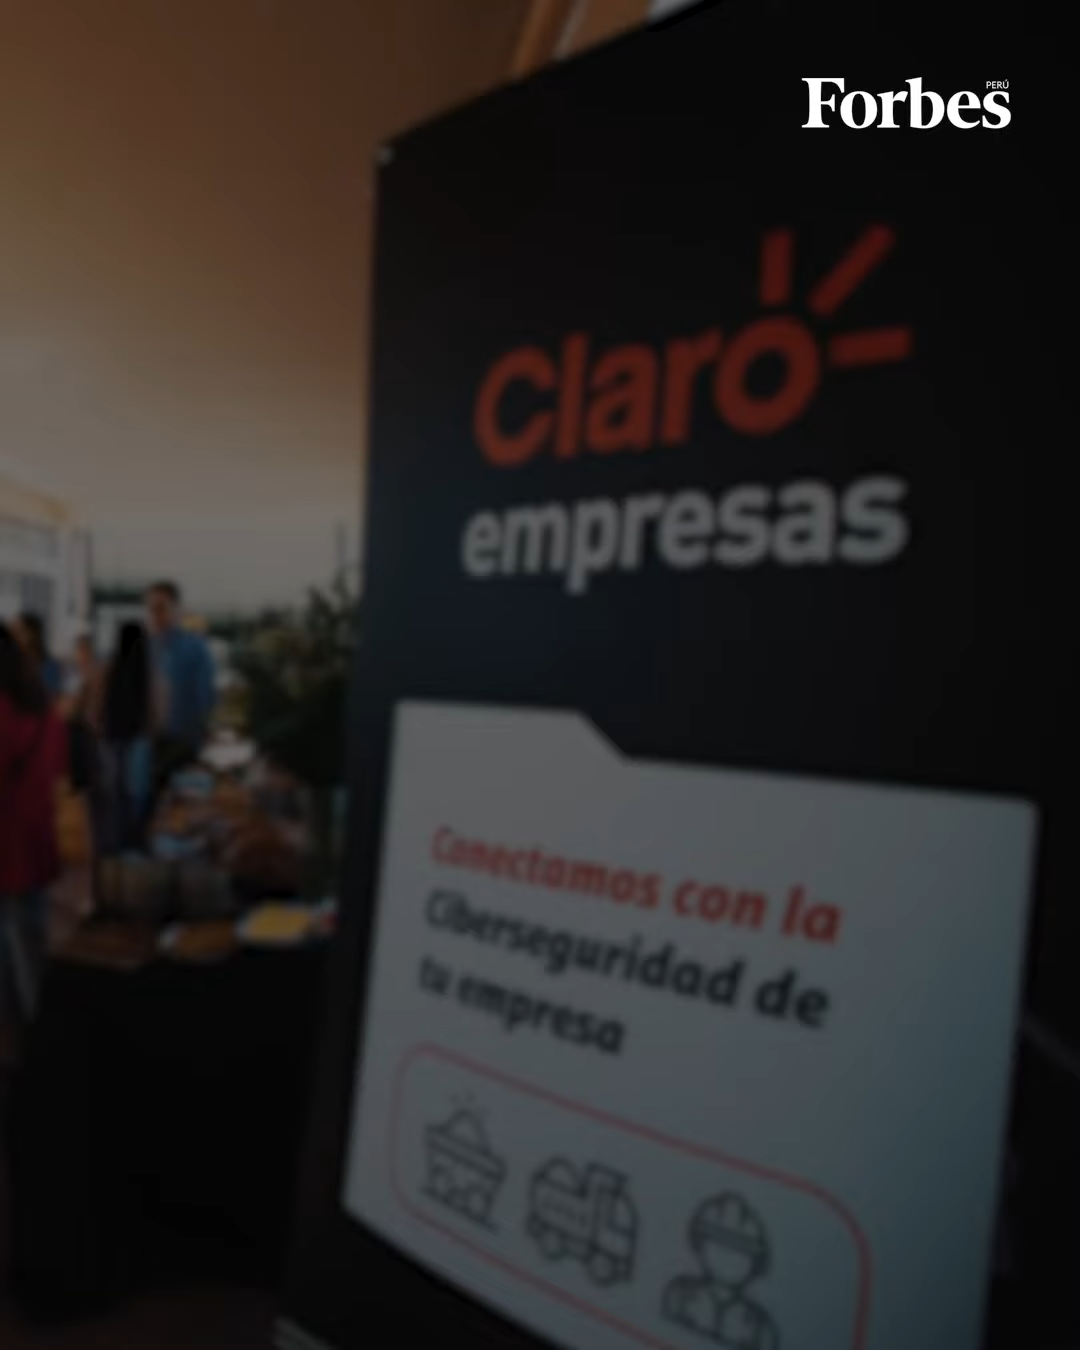 Forbes
PERÚ
Claro
empresas
Conectamos con la
Ciberseguridad de
tu empresa